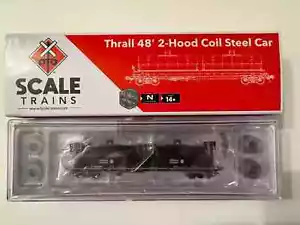 Thrall 48' 2-Hood Coil Steel Car
SCALE
TRAINS
N
14+